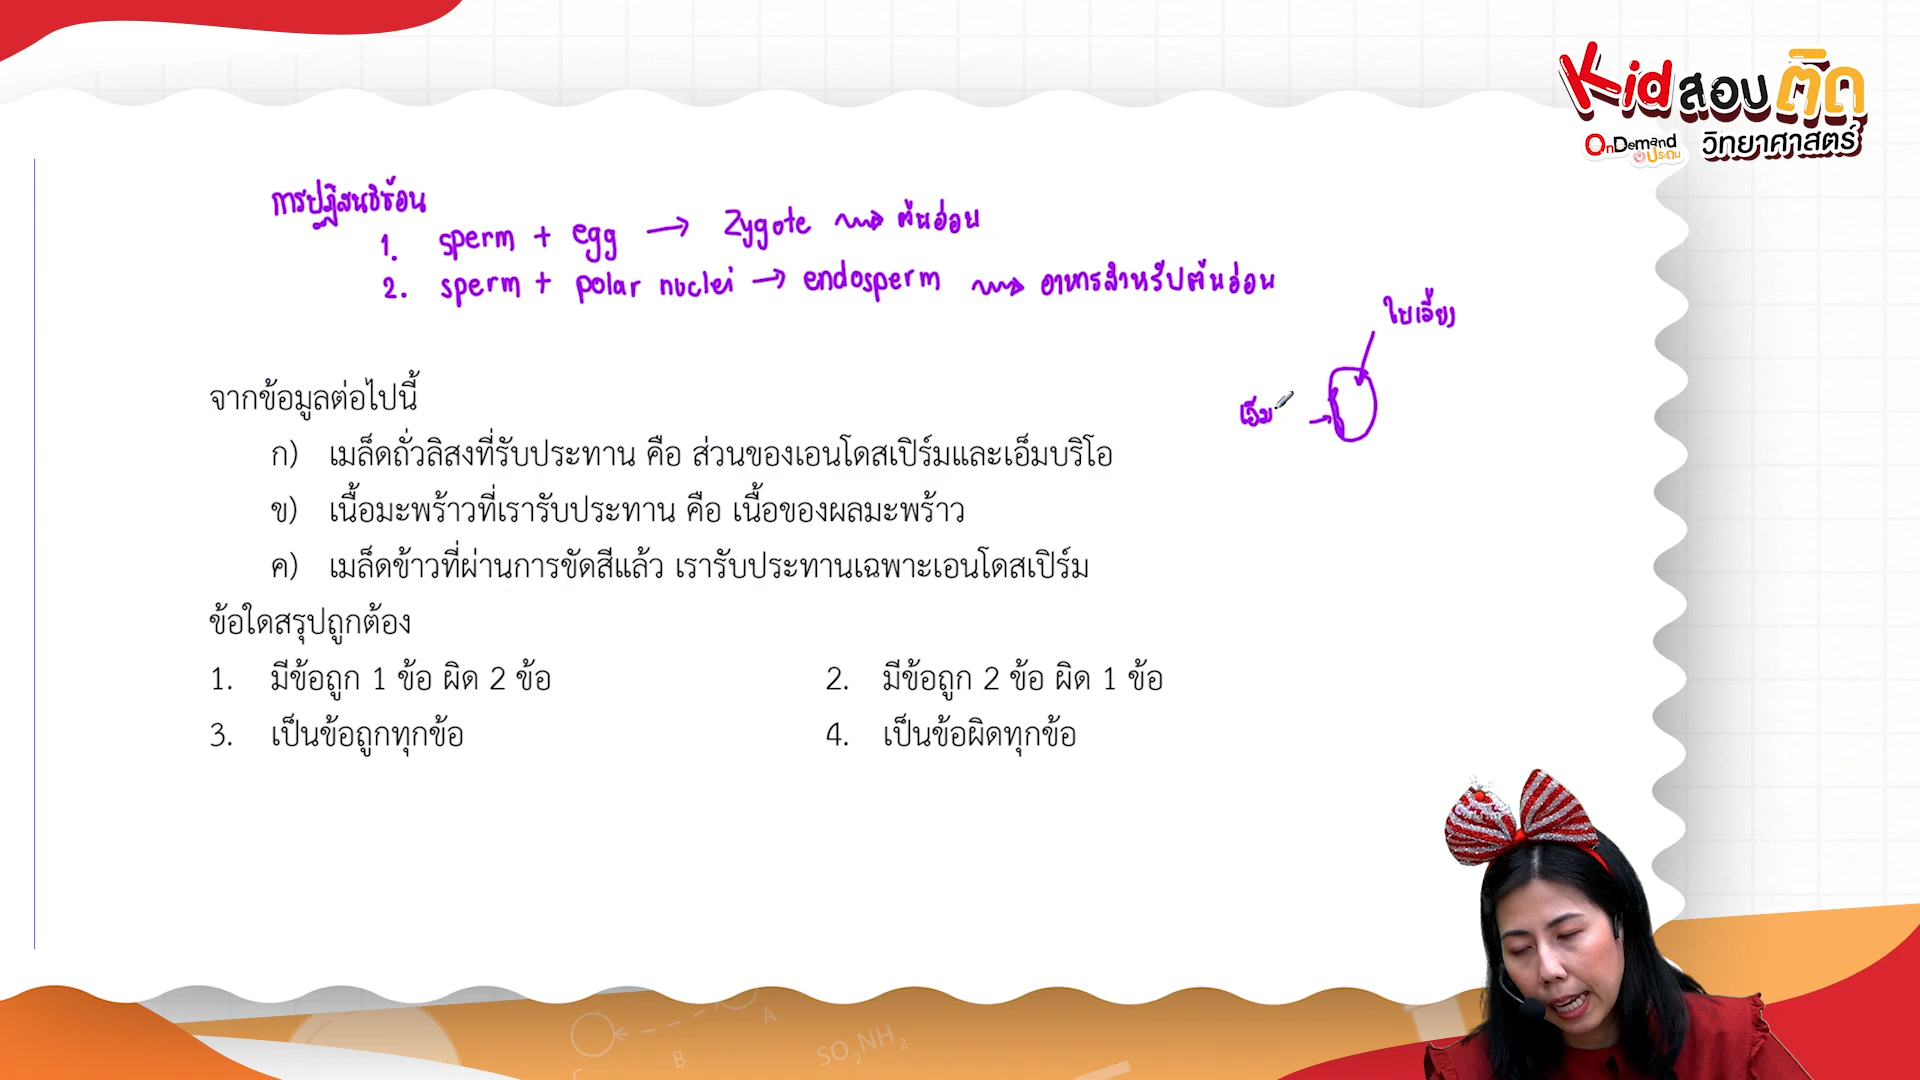 Kidสอบติด
OnDemand ประถม วิทยาศาสตร์
การปฏิสนธิซ้อน
1. sperm + egg → Zygote ⇝ ต้นอ่อน
2. sperm + polar nuclei → endosperm ⇝ อาหารสำหรับต้นอ่อน
ใบเลี้ยง
เอ็ม →
จากข้อมูลต่อไปนี้
ก) เมล็ดถั่วลิสงที่รับประทาน คือ ส่วนของเอนโดสเปิร์มและเอ็มบริโอ
ข) เนื้อมะพร้าวที่เรารับประทาน คือ เนื้อของผลมะพร้าว
ค) เมล็ดข้าวที่ผ่านการขัดสีแล้ว เรารับประทานเฉพาะเอนโดสเปิร์ม
ข้อใดสรุปถูกต้อง
1. มีข้อถูก 1 ข้อ ผิด 2 ข้อ 2. มีข้อถูก 2 ข้อ ผิด 1 ข้อ
3. เป็นข้อถูกทุกข้อ 4. เป็นข้อผิดทุกข้อ
A
B
C
SO₂NH₂